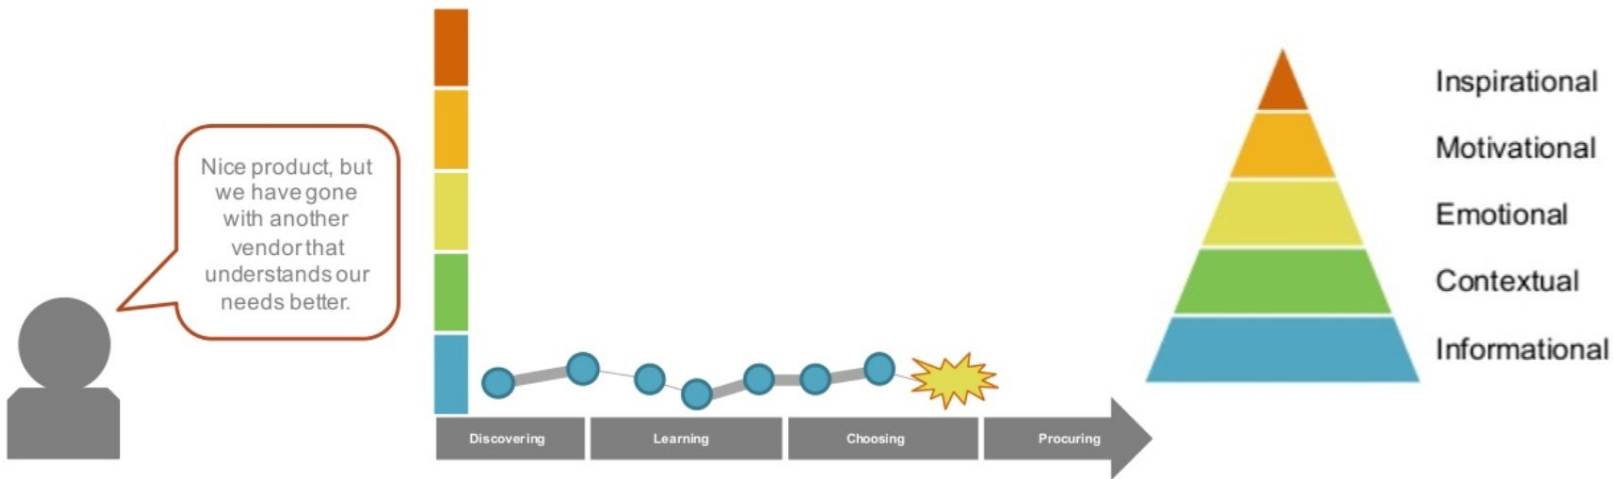 Nice product, but
we have gone
with another
vendor that
understands our
needs better.
Discovering
Learning
Choosing
Procuring
Inspirational
Motivational
Emotional
Contextual
Informational